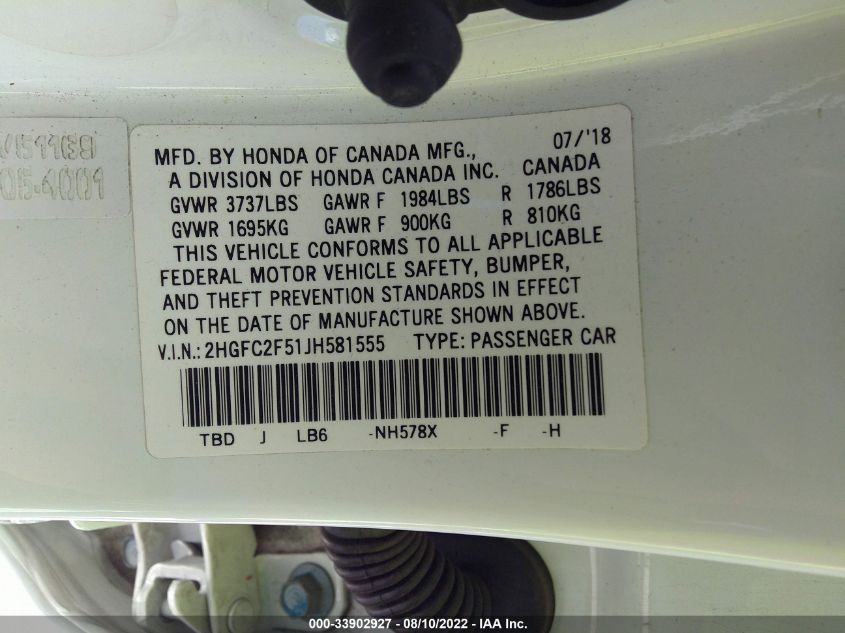 07/'18
MFD. BY HONDA OF CANADA MFG.,
A DIVISION OF HONDA CANADA INC. CANADA
GVWR 3737LBS GAWR F 1984LBS R 1786LBS
GVWR 1695KG GAWR F 900KG R 810KG
THIS VEHICLE CONFORMS TO ALL APPLICABLE
FEDERAL MOTOR VEHICLE SAFETY, BUMPER,
AND THEFT PREVENTION STANDARDS IN EFFECT
ON THE DATE OF MANUFACTURE SHOWN ABOVE.
V.I.N.: 2HGFC2F51JH581555 TYPE: PASSENGER CAR
TBD J LB6 -NH578X -F -H
000-33902927 - 08/10/2022 - IAA Inc.